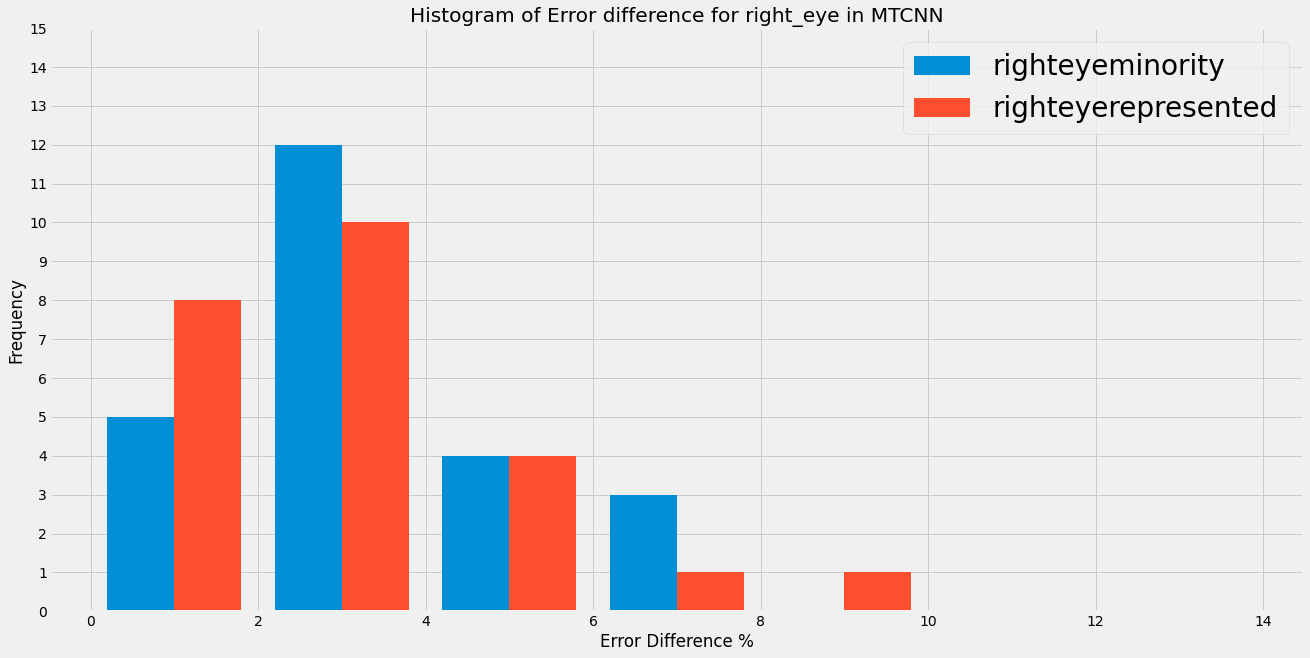 Histogram of Error difference for right_eye in MTCNN
righteyeminority
righteyerepresented
Frequency
15
14
13
12
11
10
9
8
7
6
5
4
3
2
1
0
0 2 4 6 8 10 12 14
Error Difference %